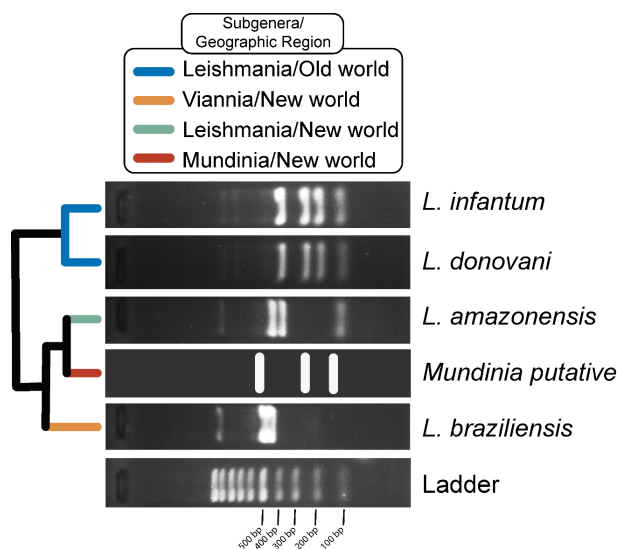 Subgenera/
Geographic Region
Leishmania/Old world
Viannia/New world
Leishmania/New world
Mundinia/New world
L. infantum
L. donovani
L. amazonensis
Mundinia putative
L. braziliensis
Ladder
500 bp
400 bp
300 bp
200 bp
100 bp